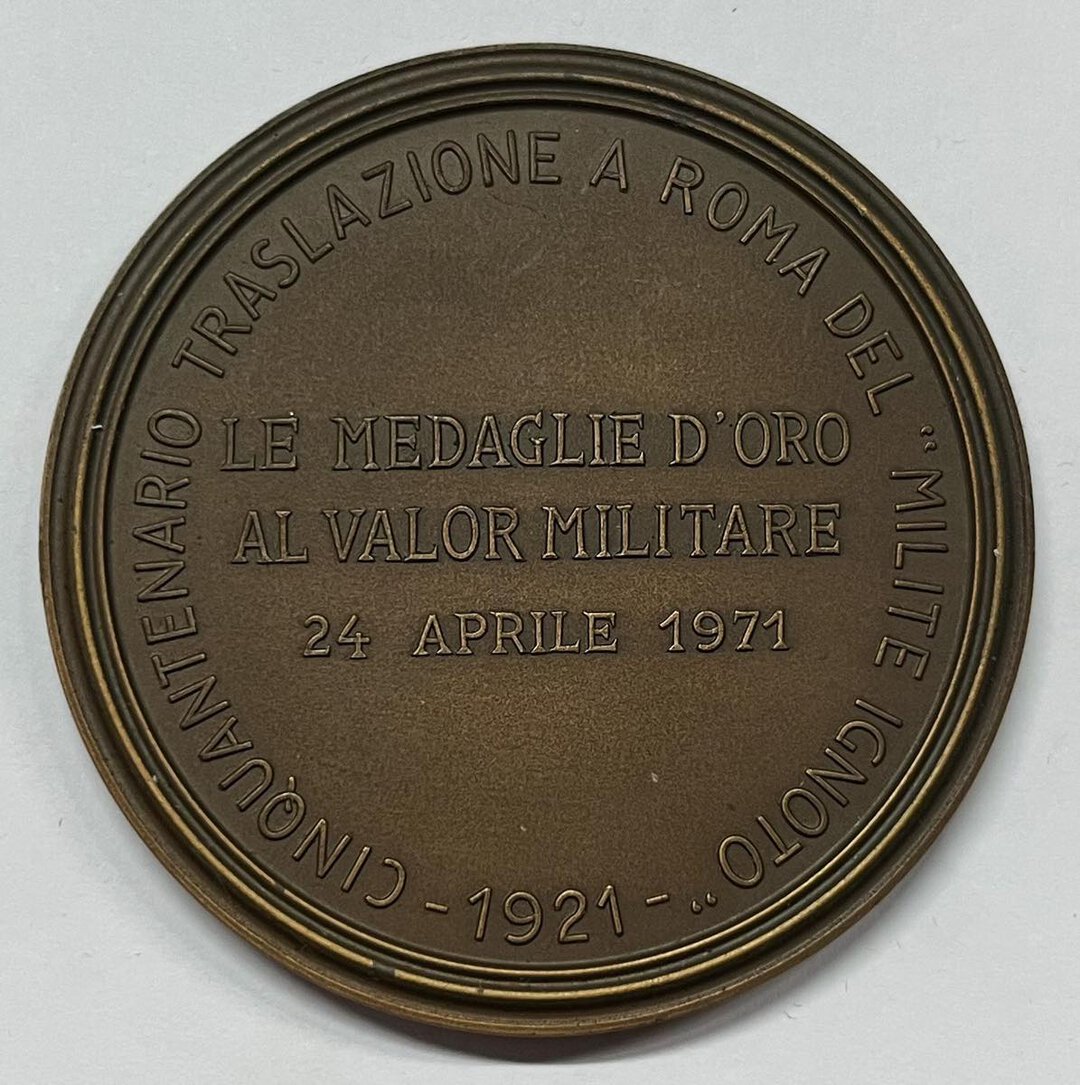 CINQUANTENARIO TRASLAZIONE A ROMA DEL "MILITE IGNOTO" - 1921 -
LE MEDAGLIE D'ORO
AL VALOR MILITARE
24 APRILE 1971